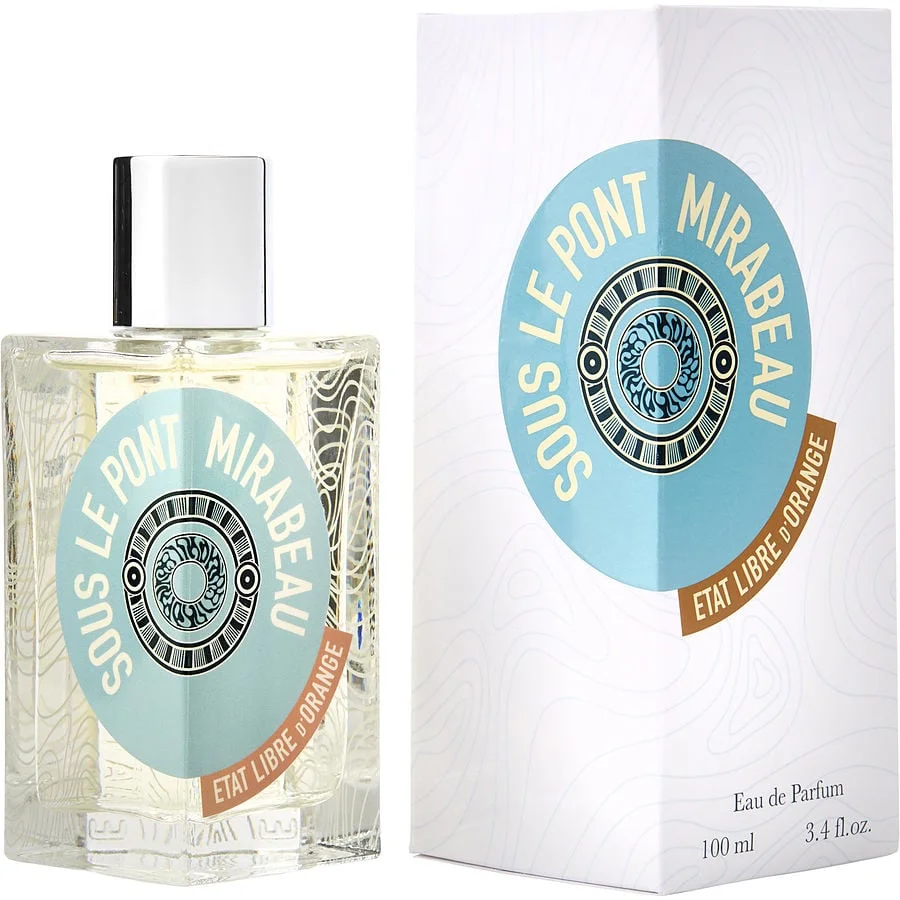 SOUS LE PONT MIRABEAU
ETAT LIBRE D'ORANGE
SOUS LE PONT MIRABEAU
ETAT LIBRE D'ORANGE
Eau de Parfum
100 ml 3.4 fl.oz.